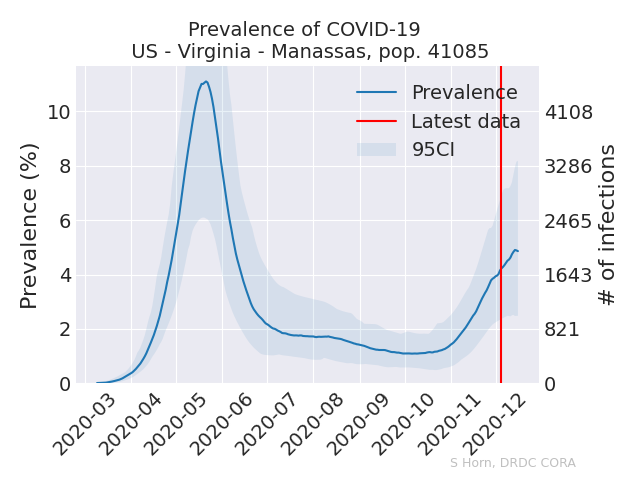 Prevalence of COVID-19
US - Virginia - Manassas, pop. 41085
Prevalence
Latest data
95CI
Prevalence (%)
10
8
6
4
2
0
4108
3286
2465
1643
821
0
# of infections
2020-03
2020-04
2020-05
2020-06
2020-07
2020-08
2020-09
2020-10
2020-11
2020-12
S Horn, DRDC CORA